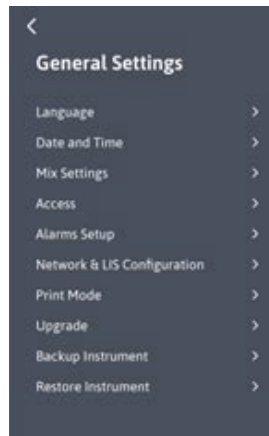 General Settings
Language
Date and Time
Mix Settings
Access
Alarms Setup
Network & LIS Configuration
Print Mode
Upgrade
Backup Instrument
Restore Instrument